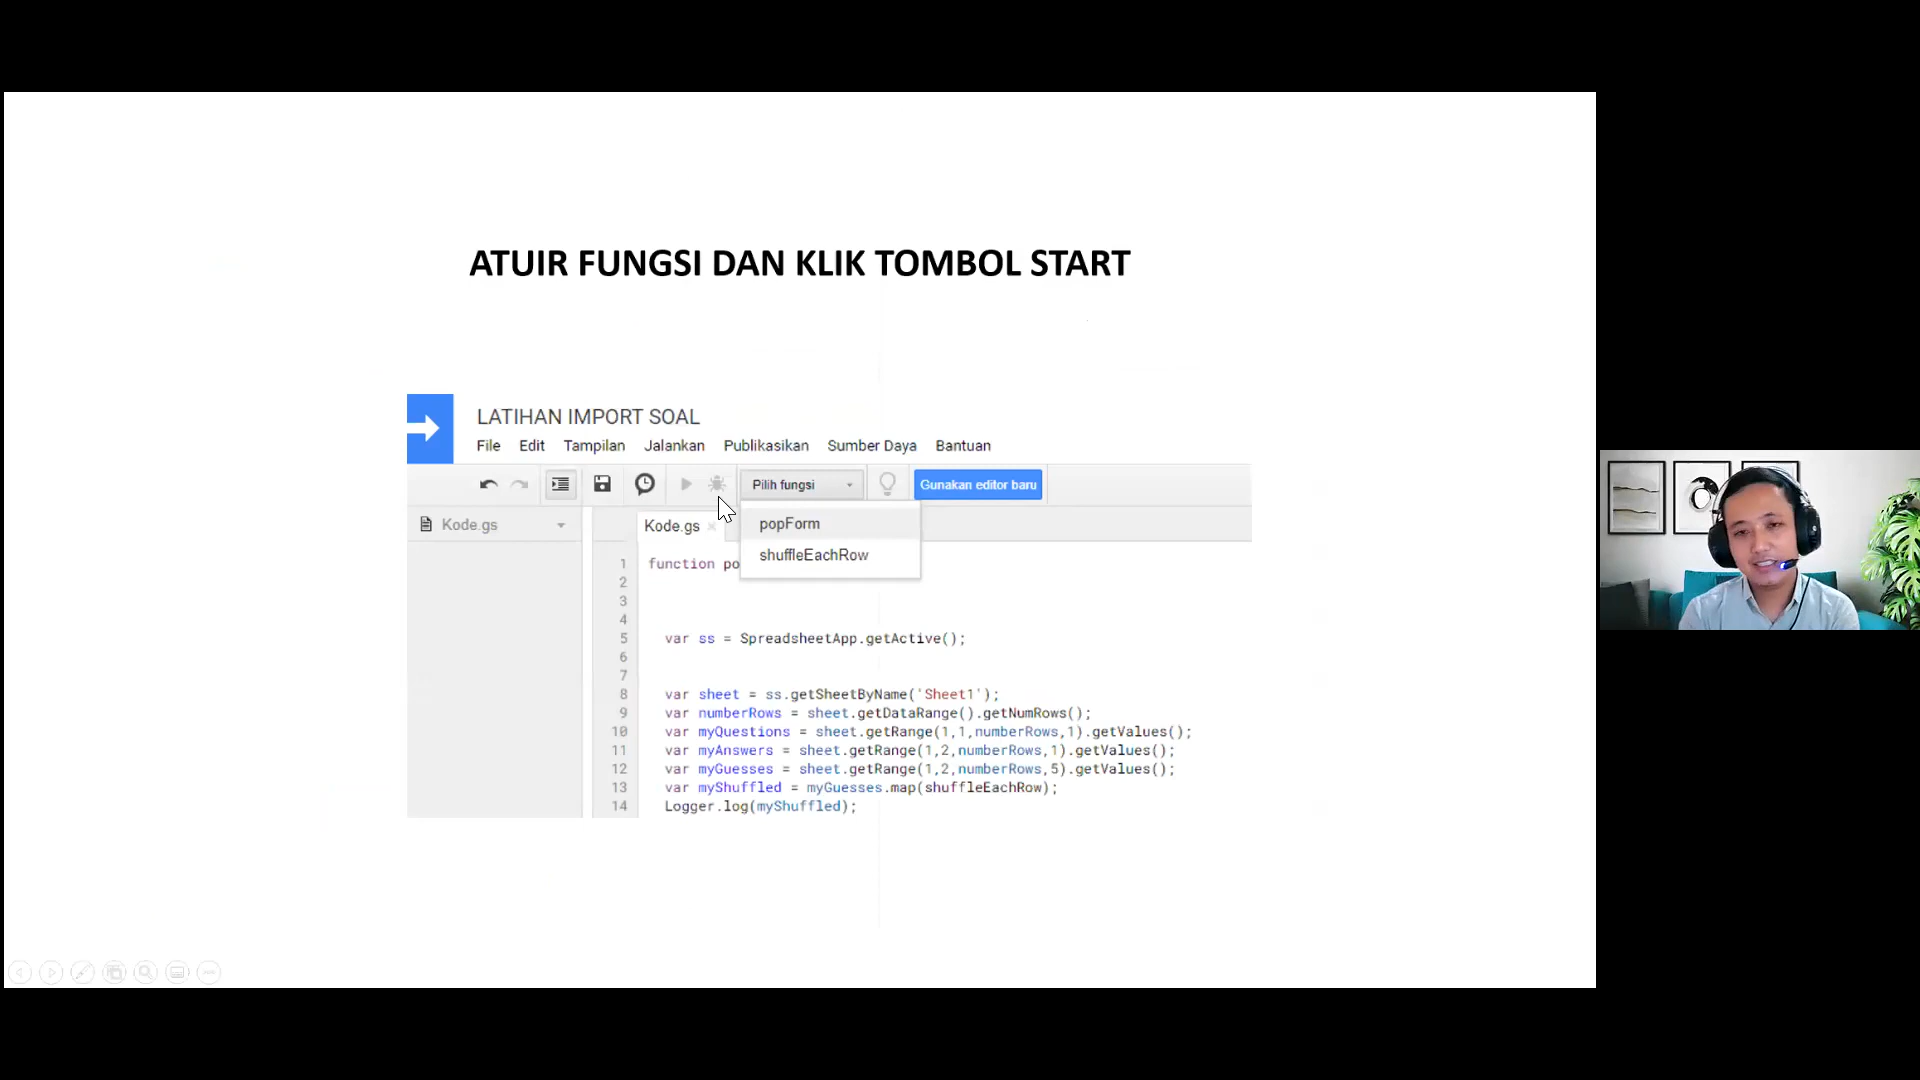 ATUIR FUNGSI DAN KLIK TOMBOL START
LATIHAN IMPORT SOAL
File Edit Tampilan Jalankan Publikasikan Sumber Daya Bantuan
Pilih fungsi Gunakan editor baru
Kode.gs
Kode.gs
popForm
shuffleEachRow
1 function po
2
3
4
5 var ss = SpreadsheetApp.getActive();
6
7
8 var sheet = ss.getSheetByName('Sheet1');
9 var numberRows = sheet.getDataRange().getNumRows();
10 var myQuestions = sheet.getRange(1,1,numberRows,1).getValues();
11 var myAnswers = sheet.getRange(1,2,numberRows,1).getValues();
12 var myGuesses = sheet.getRange(1,2,numberRows,5).getValues();
13 var myShuffled = myGuesses.map(shuffleEachRow);
14 Logger.log(myShuffled);